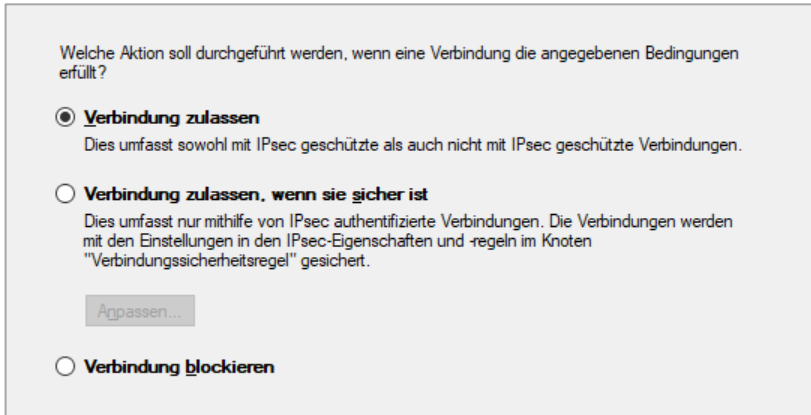 Welche Aktion soll durchgeführt werden, wenn eine Verbindung die angegebenen Bedingungen
erfüllt?
Verbindung zulassen
Dies umfasst sowohl mit IPsec geschützte als auch nicht mit IPsec geschützte Verbindungen.
Verbindung zulassen, wenn sie sicher ist
Dies umfasst nur mithilfe von IPsec authentifizierte Verbindungen. Die Verbindungen werden
mit den Einstellungen in den IPsec-Eigenschaften und -regeln im Knoten
"Verbindungssicherheitsregel" gesichert.
Anpassen...
Verbindung blockieren